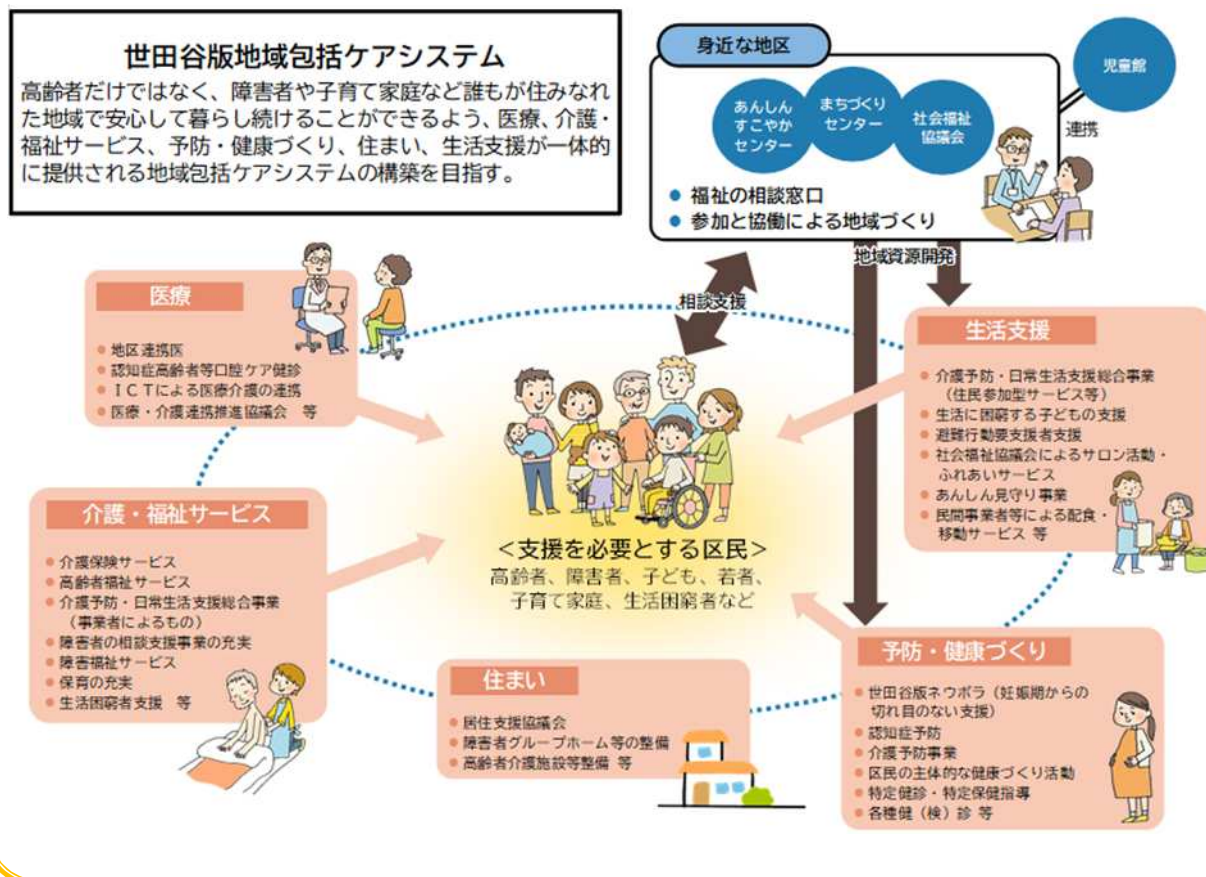 世田谷版地域包括ケアシステム
高齢者だけではなく、障害者や子育て家庭など誰もが住みなれ
た地域で安心して暮らし続けることができるよう、医療、介護・
福祉サービス、予防・健康づくり、住まい、生活支援が一体的
に提供される地域包括ケアシステムの構築を目指す。
身近な地区
あんしん
すこやか
センター
まちづくり
センター
社会福祉
協議会
児童館
連携
● 福祉の相談窓口
● 参加と協働による地域づくり
地域資源開発
相談支援
医療
● 地区連携医
● 認知症高齢者等口腔ケア健診
● ＩＣＴによる医療介護の連携
● 医療・介護連携推進協議会 等
生活支援
● 介護予防・日常生活支援総合事業
（住民参加型サービス等）
● 生活に困窮する子どもの支援
● 避難行動要支援者支援
● 社会福祉協議会によるサロン活動・
ふれあいサービス
● あんしん見守り事業
● 民間事業者等による配食・
移動サービス 等
介護・福祉サービス
● 介護保険サービス
● 高齢者福祉サービス
● 介護予防・日常生活支援総合事業
（事業者によるもの）
● 障害者の相談支援事業の充実
● 障害福祉サービス
● 保育の充実
● 生活困窮者支援 等
＜支援を必要とする区民＞
高齢者、障害者、子ども、若者、
子育て家庭、生活困窮者など
住まい
● 居住支援協議会
● 障害者グループホーム等の整備
● 高齢者介護施設等整備 等
予防・健康づくり
● 世田谷版ネウボラ（妊娠期からの
切れ目のない支援）
● 認知症予防
● 介護予防事業
● 区民の主体的な健康づくり活動
● 特定健診・特定保健指導
● 各種健（検）診 等